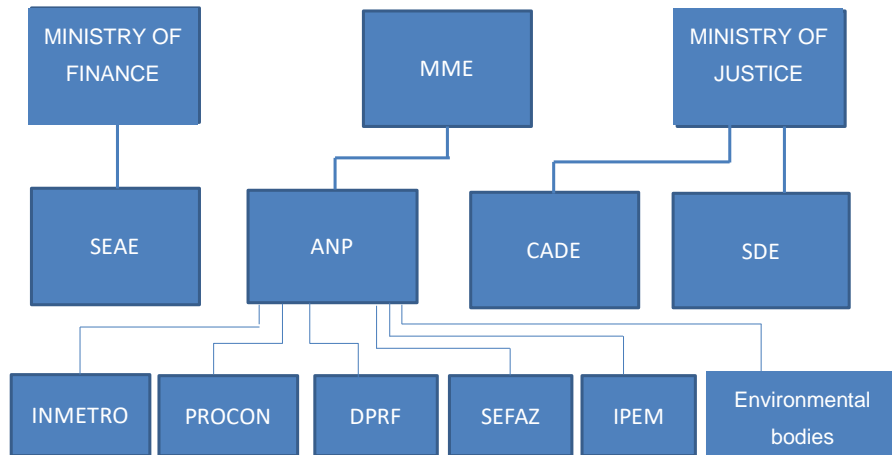 MINISTRY OF
FINANCE
MME
MINISTRY OF
JUSTICE
SEAE
ANP
CADE
SDE
INMETRO
PROCON
DPRF
SEFAZ
IPEM
Environmental
bodies